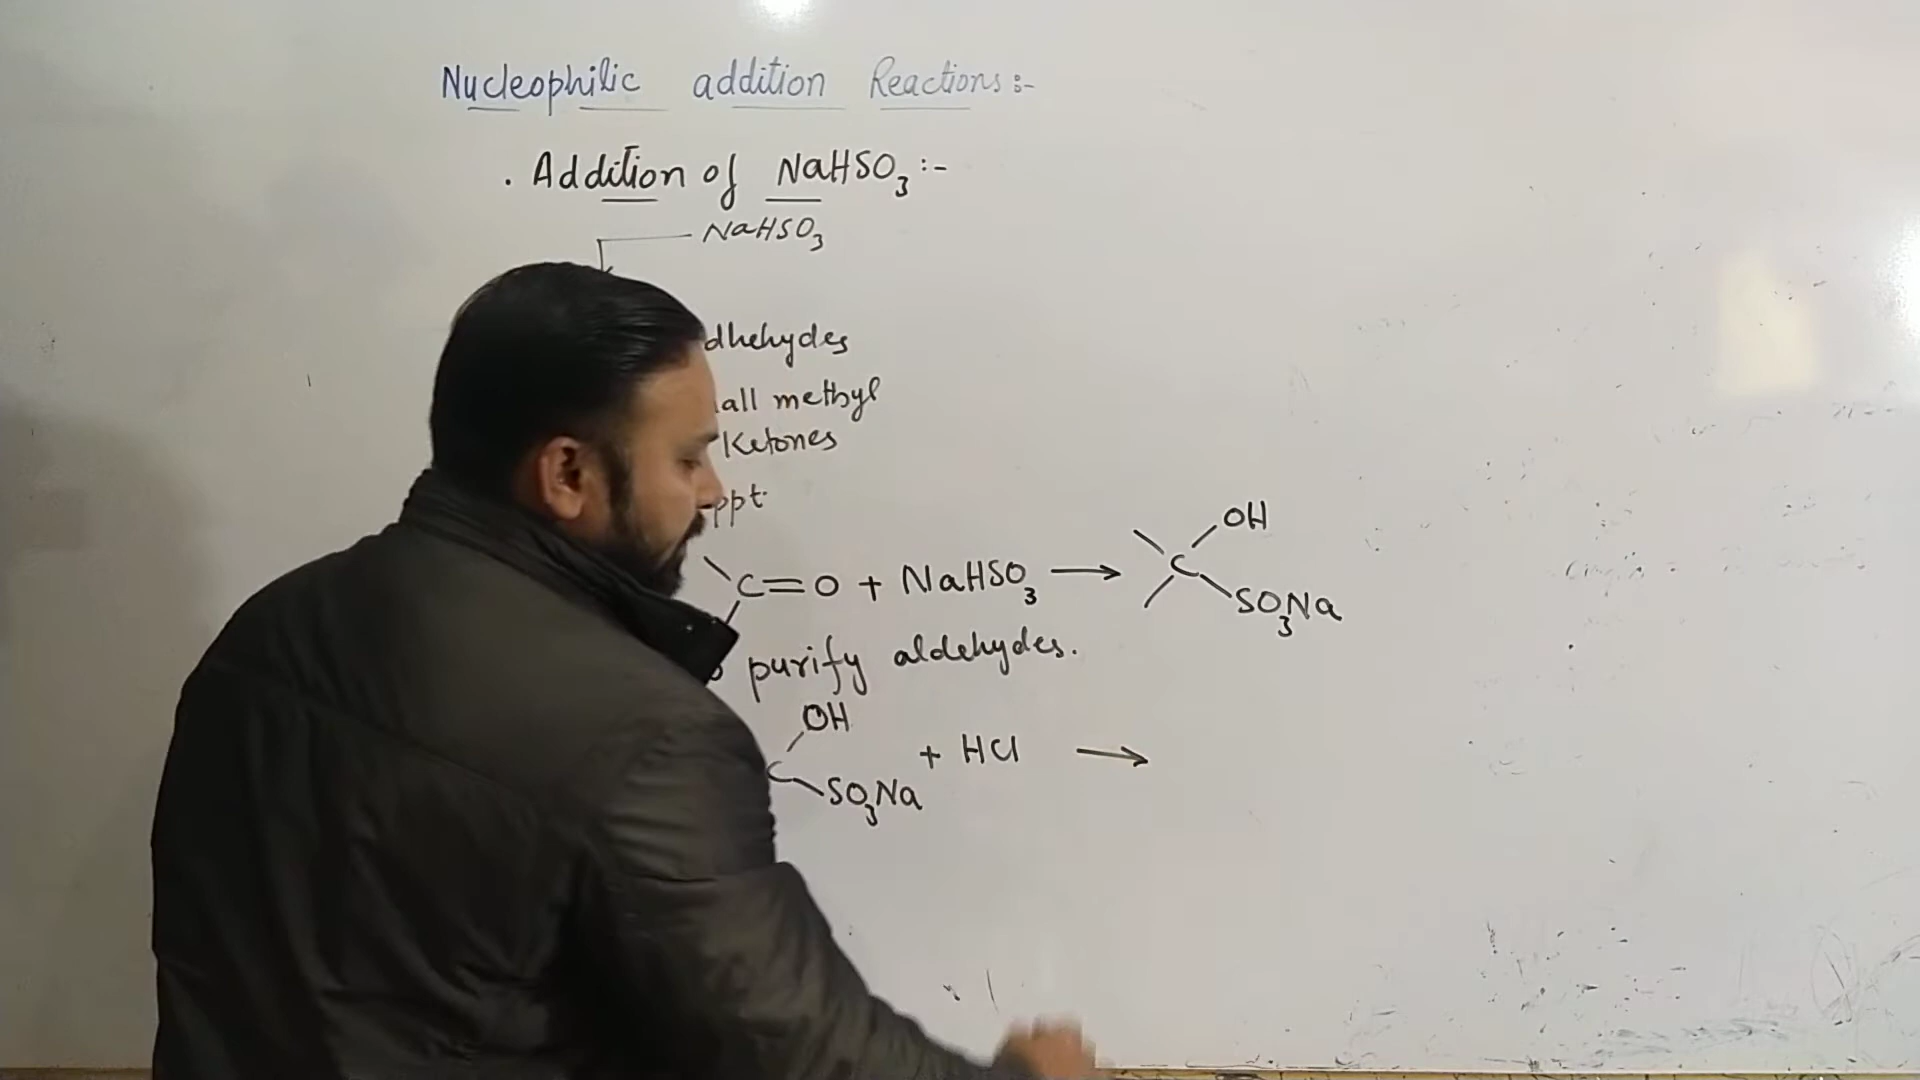 Nucleophilic addition Reactions:-
. Addition of NaHSO3:-
NaHSO3
dhehydes
all methyl
Ketones
ppt.
C=O + NaHSO3 → C OH SO3Na
purify aldehydes.
C OH SO3Na + HCl →